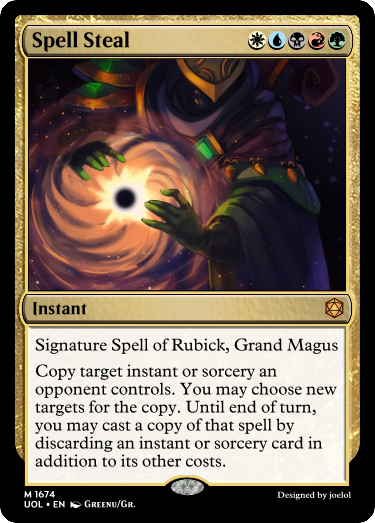 Spell Steal
Instant
Signature Spell of Rubick, Grand Magus
Copy target instant or sorcery an
opponent controls. You may choose new
targets for the copy. Until end of turn,
you may cast a copy of that spell by
discarding an instant or sorcery card in
addition to its other costs.
M 1674
UOL • EN Greenu/Gr.
Designed by joelol